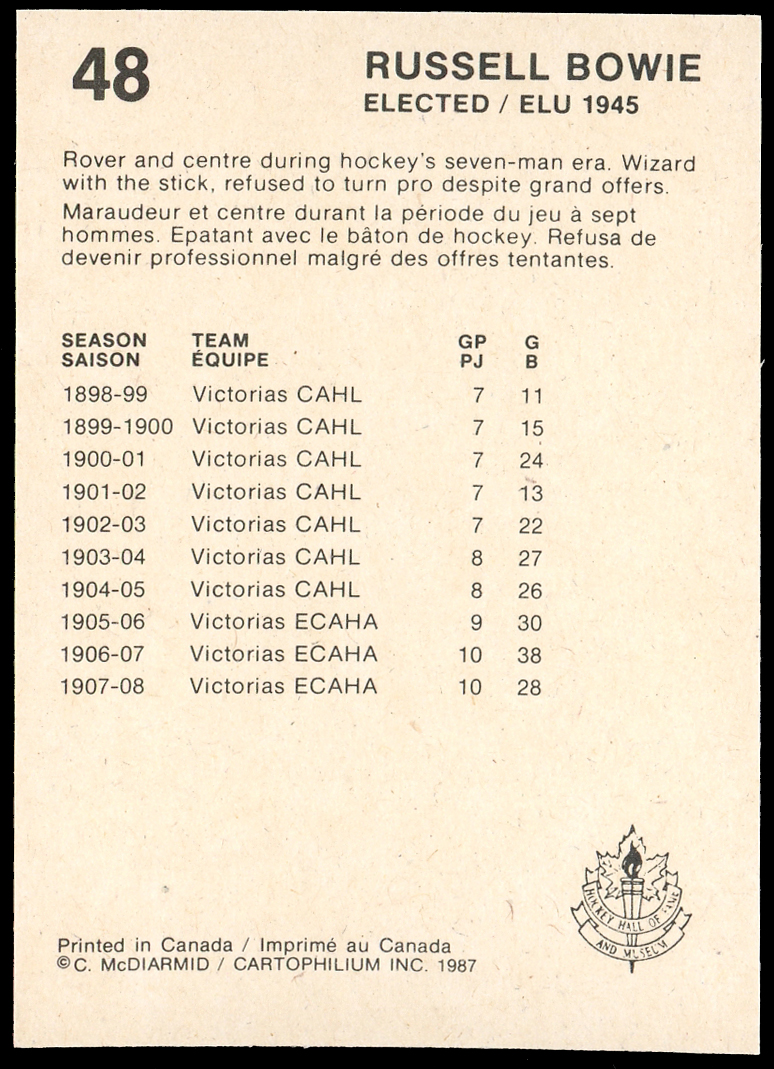 48
RUSSELL BOWIE
ELECTED / ELU 1945
Rover and centre during hockey's seven-man era. Wizard
with the stick, refused to turn pro despite grand offers.
Maraudeur et centre durant la période du jeu à sept
hommes. Epatant avec le bâton de hockey. Refusa de
devenir professionnel malgré des offres tentantes.
SEASON TEAM GP G
SAISON ÉQUIPE PJ B
1898-99 Victorias CAHL 7 11
1899-1900 Victorias CAHL 7 15
1900-01 Victorias CAHL 7 24
1901-02 Victorias CAHL 7 13
1902-03 Victorias CAHL 7 22
1903-04 Victorias CAHL 8 27
1904-05 Victorias CAHL 8 26
1905-06 Victorias ECAHA 9 30
1906-07 Victorias ECAHA 10 38
1907-08 Victorias ECAHA 10 28
HOCKEY HALL OF FAME
AND MUSEUM
Printed in Canada / Imprimé au Canada
©C. McDIARMID / CARTOPHILIUM INC. 1987